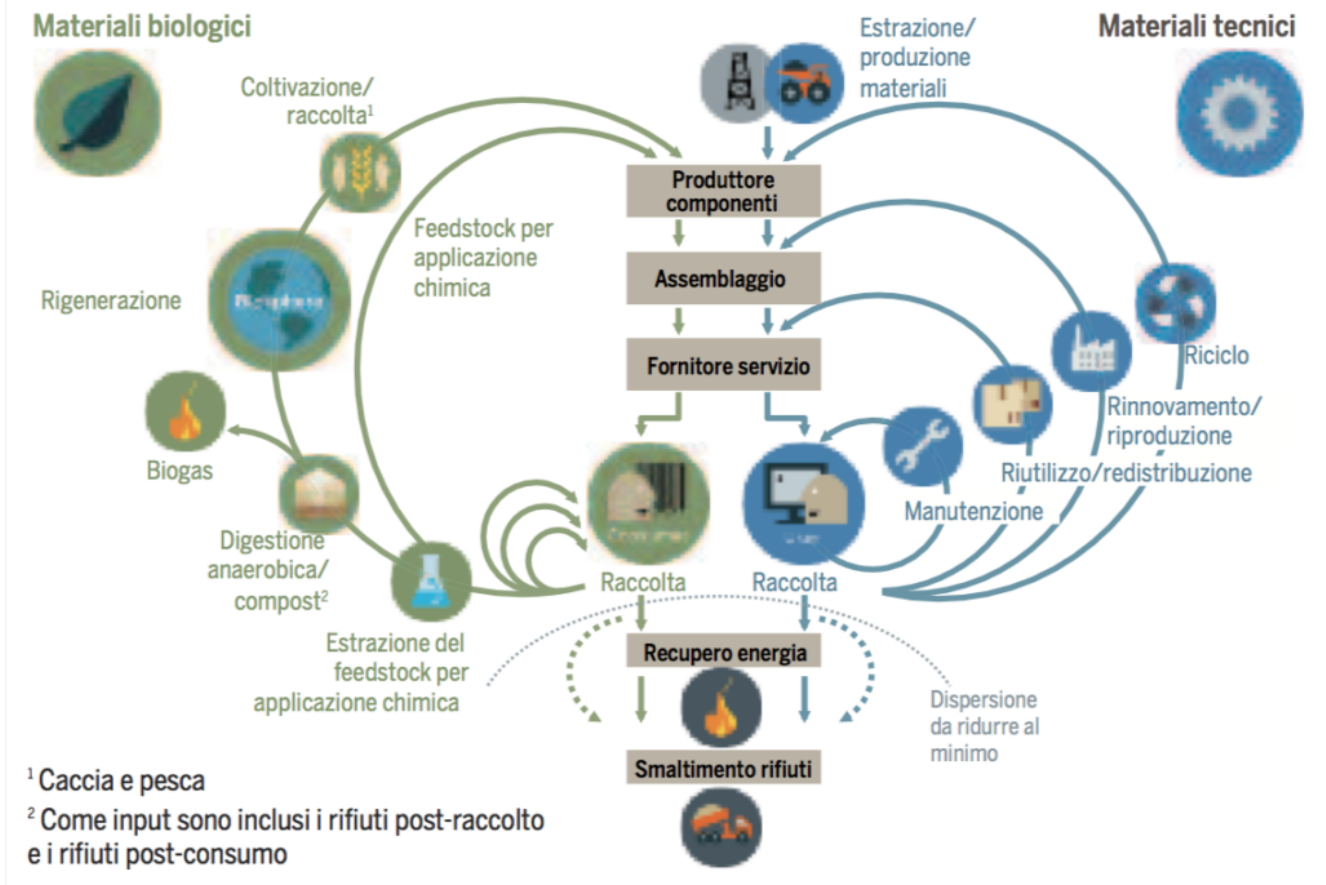 Materiali biologici
Materiali tecnici
Estrazione/
produzione
materiali
Coltivazione/
raccolta¹
Produttore
componenti
Feedstock per
applicazione
chimica
Assemblaggio
Rigenerazione
Biosphere
Fornitore servizio
Riciclo
Rinnovamento/
riproduzione
Biogas
Riutilizzo/redistribuzione
Manutenzione
Digestione
anaerobica/
compost²
Consumer
User
Raccolta
Raccolta
Estrazione del
feedstock per
applicazione chimica
Recupero energia
Dispersione
da ridurre al
minimo
Smaltimento rifiuti
¹ Caccia e pesca
² Come input sono inclusi i rifiuti post-raccolto
e i rifiuti post-consumo